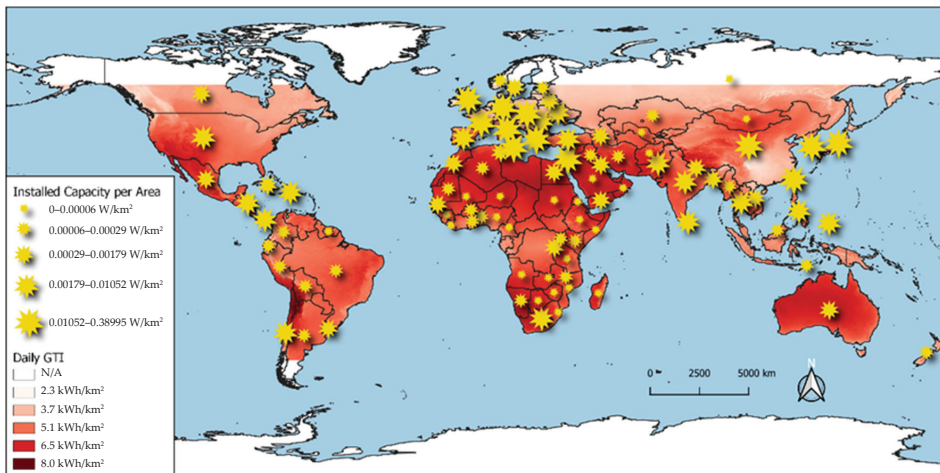 Installed Capacity per Area
0–0.00006 W/km²
0.00006–0.00029 W/km²
0.00029–0.00179 W/km²
0.00179–0.01052 W/km²
0.01052–0.38995 W/km²
Daily GTI
N/A
2.3 kWh/km²
3.7 kWh/km²
5.1 kWh/km²
6.5 kWh/km²
8.0 kWh/km²
0 2500 5000 km
N